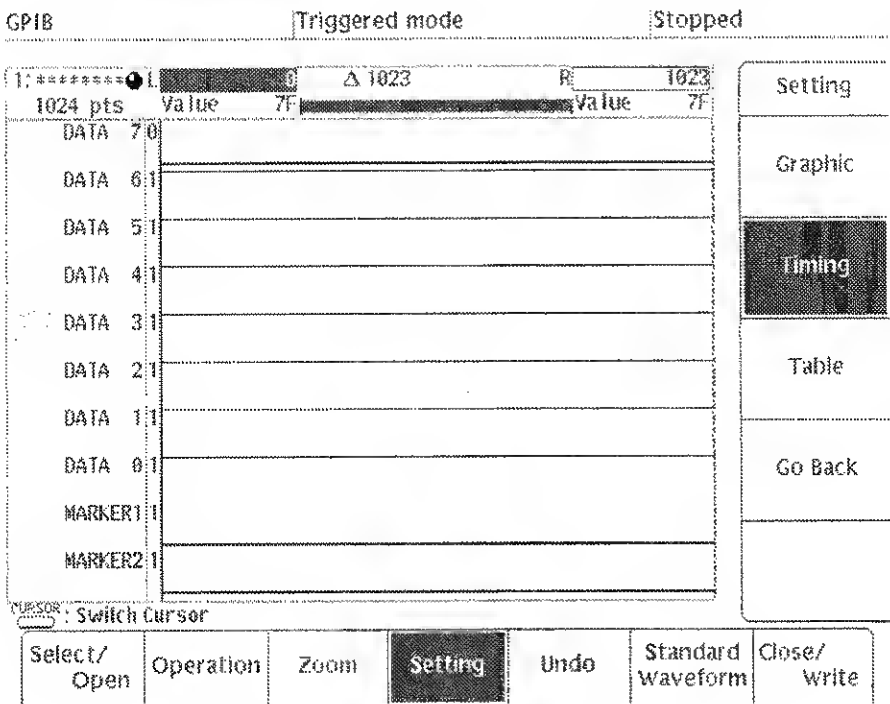 GPIB Triggered mode Stopped
1: ******** L 0 Δ 1023 R 1023
1024 pts Value 7F Value 7F
DATA 7 0
DATA 6 1
DATA 5 1
DATA 4 1
DATA 3 1
DATA 2 1
DATA 1 1
DATA 0 1
MARKER1 1
MARKER2 1
CURSOR : Switch Cursor
Setting
Graphic
Timing
Table
Go Back
Select/ Open
Operation
Zoom
Setting
Undo
Standard Waveform
Close/ Write